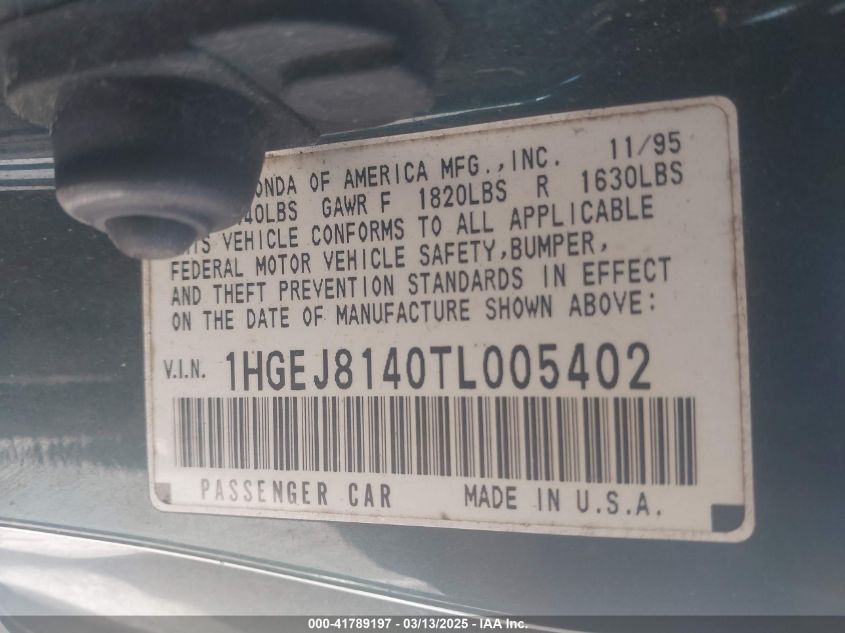 ONDA OF AMERICA MFG.,INC. 11/95
40LBS GAWR F 1820LBS R 1630LBS
VEHICLE CONFORMS TO ALL APPLICABLE
FEDERAL MOTOR VEHICLE SAFETY,BUMPER,
AND THEFT PREVENTION STANDARDS IN EFFECT
ON THE DATE OF MANUFACTURE SHOWN ABOVE:
V.I.N. 1HGEJ8140TL005402
PASSENGER CAR MADE IN U.S.A.
000-41789197 - 03/13/2025 - IAA Inc.